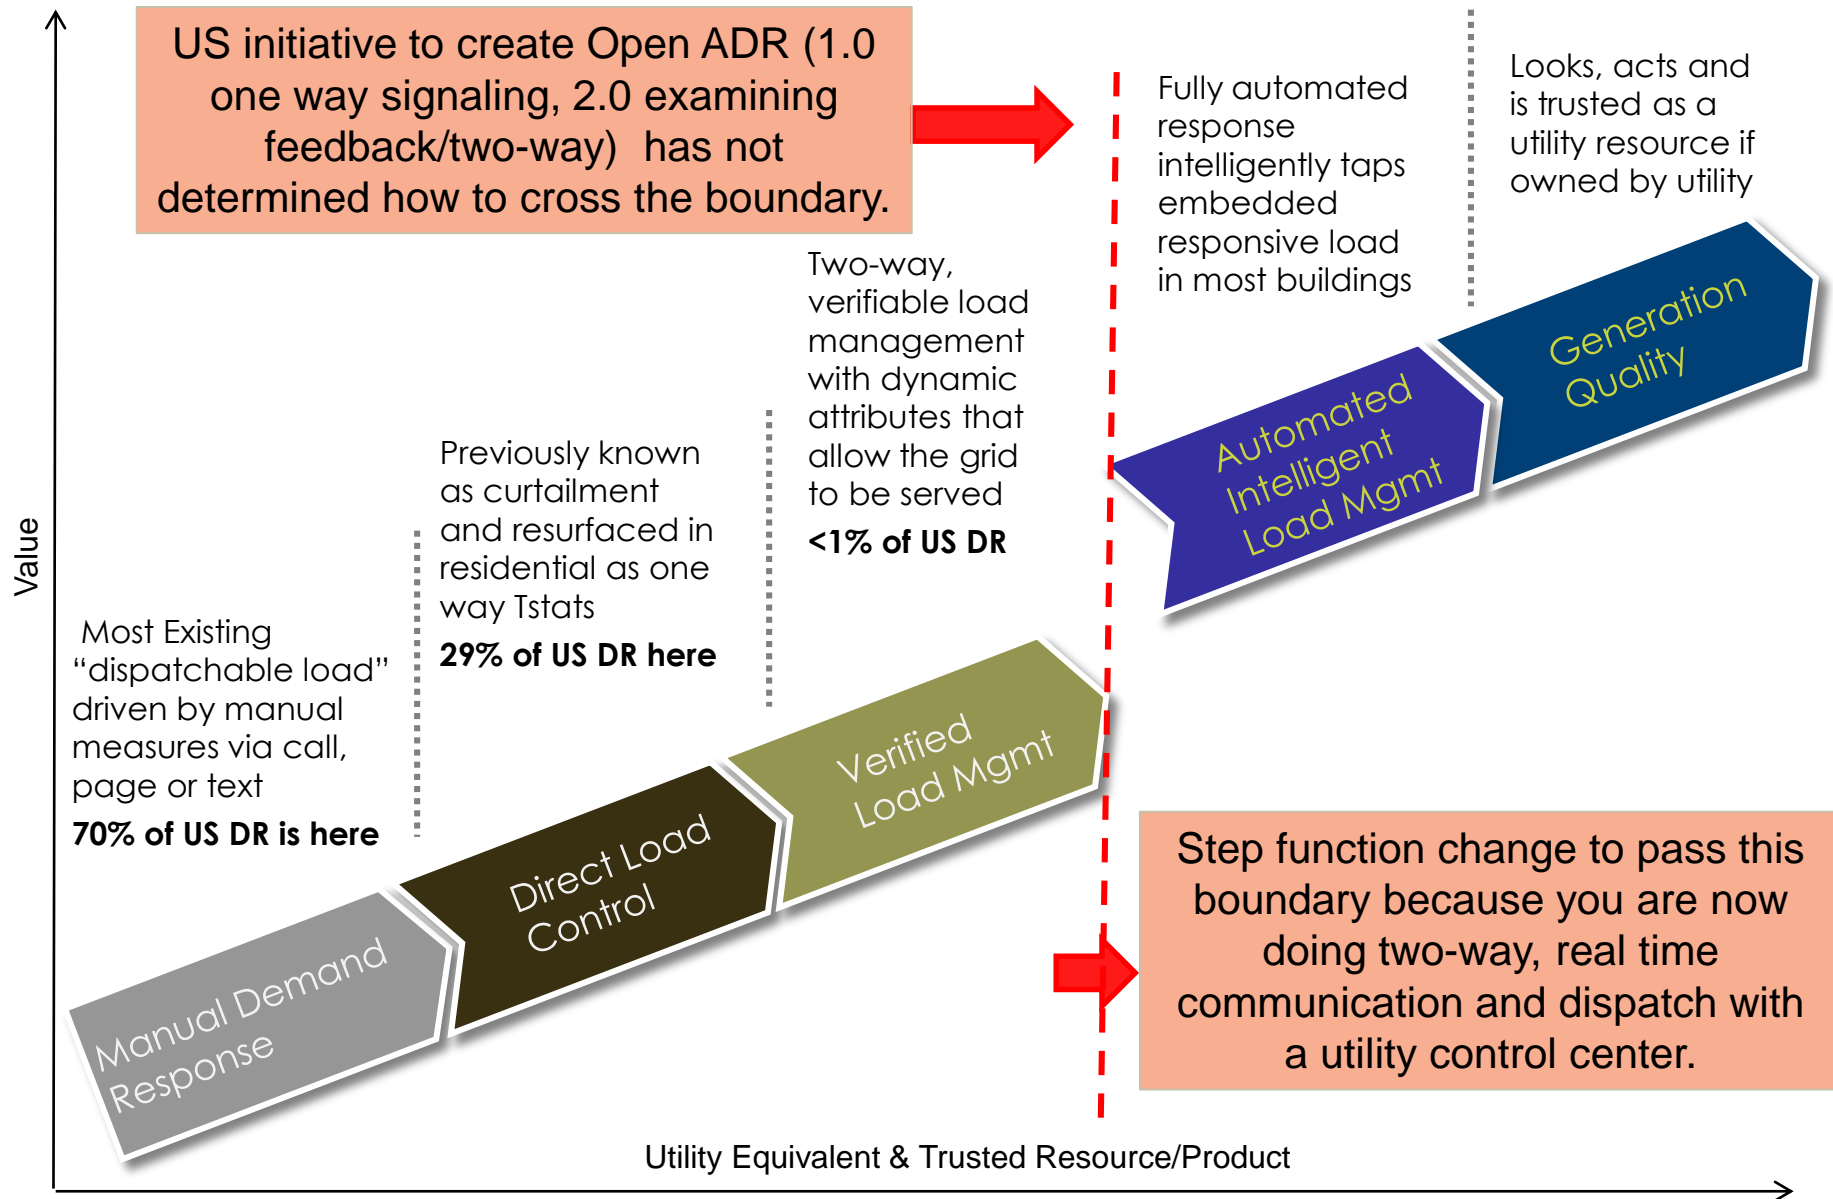 US initiative to create Open ADR (1.0
one way signaling, 2.0 examining
feedback/two-way)  has not
determined how to cross the boundary.
Fully automated
response
intelligently taps
embedded
responsive load
in most buildings
Looks, acts and
is trusted as a
utility resource if
owned by utility
Two-way,
verifiable load
management
with dynamic
attributes that
allow the grid
to be served
<1% of US DR
Previously known
as curtailment
and resurfaced in
residential as one
way Tstats
29% of US DR here
Most Existing
“dispatchable load”
driven by manual
measures via call,
page or text
70% of US DR is here
Value
Manual Demand
Response
Direct Load
Control
Verified
Load Mgmt
Automated
Intelligent
Load Mgmt
Generation
Quality
Step function change to pass this
boundary because you are now
doing two-way, real time
communication and dispatch with
a utility control center.
Utility Equivalent & Trusted Resource/Product